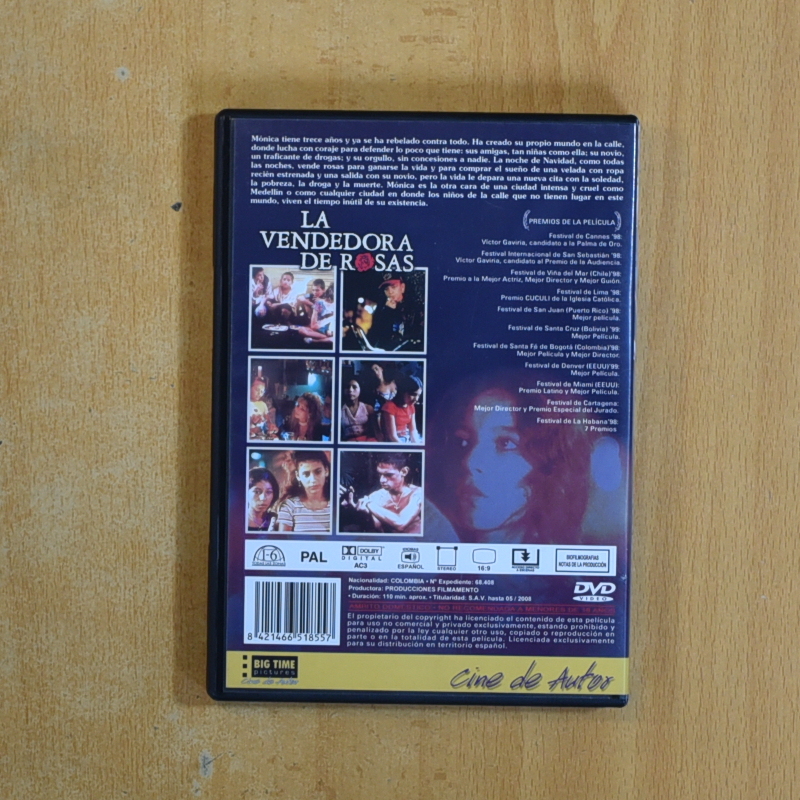 Mónica tiene trece años y ya se ha rebelado contra todo. Ha creado su propio mundo en la calle,
donde lucha con coraje para defender lo poco que tiene: sus amigas, tan niñas como ella; su novio,
un traficante de drogas; y su orgullo, sin concesiones a nadie. La noche de Navidad, como todas
las noches, vende rosas para ganarse la vida y para comprar el sueño de una velada con ropa
recién estrenada y una salida con su novio, pero la vida le depara una nueva cita con la soledad,
la pobreza, la droga y la muerte. Mónica es la otra cara de una ciudad intensa y cruel como
Medellín o como cualquier ciudad en donde los niños de la calle que no tienen lugar en este
mundo, viven el tiempo inútil de su existencia.
LA
VENDEDORA
DE ROSAS
PREMIOS DE LA PELÍCULA
Festival de Cannes '98:
Víctor Gaviria, candidato a la Palma de Oro.
Festival Internacional de San Sebastián '98:
Víctor Gaviria, candidato al Premio de la Audiencia.
Festival de Viña del Mar (Chile)'98:
Premio a la Mejor Actriz, Mejor Director y Mejor Guión.
Festival de Lima '98:
Premio CUCULI de la Iglesia Católica.
Festival de San Juan (Puerto Rico) '98:
Mejor película.
Festival de Santa Cruz (Bolivia) '99:
Mejor Película.
Festival de Santa Fé de Bogotá (Colombia)'98:
Mejor Película y Mejor Director.
Festival de Denver (EEUU)'99:
Mejor Película.
Festival de Miami (EEUU):
Premio Latino y Mejor Película.
Festival de Cartagena:
Mejor Director y Premio Especial del Jurado.
Festival de La Habana'98:
7 Premios
1-6
PAL
DOLBY
DIGITAL
AC3
ESPAÑOL
STEREO
16:9
BIOFILMOGRAFIAS
NOTAS DE LA PRODUCCIÓN
Nacionalidad: COLOMBIA • Nº Expediente: 68.408
Productora: PRODUCCIONES FILMAMENTO
• Duración: 110 min. aprox. • Titularidad: S.A.V. hasta 05 / 2008
DVD
VIDEO
NO RECOMENDADA A MENORES DE 18 AÑOS
El propietario del copyright ha licenciado el contenido de esta película
para uso no comercial y privado exclusivamente, estando prohibido y
penalizado por la ley cualquier otro uso, copiado o reproducción en
parte o en la totalidad de esta película. Licenciada exclusivamente
para su distribución en territorio español.
8 421466 518557
BIG TIME
pictures
Cine de Autor
Cine de Autor